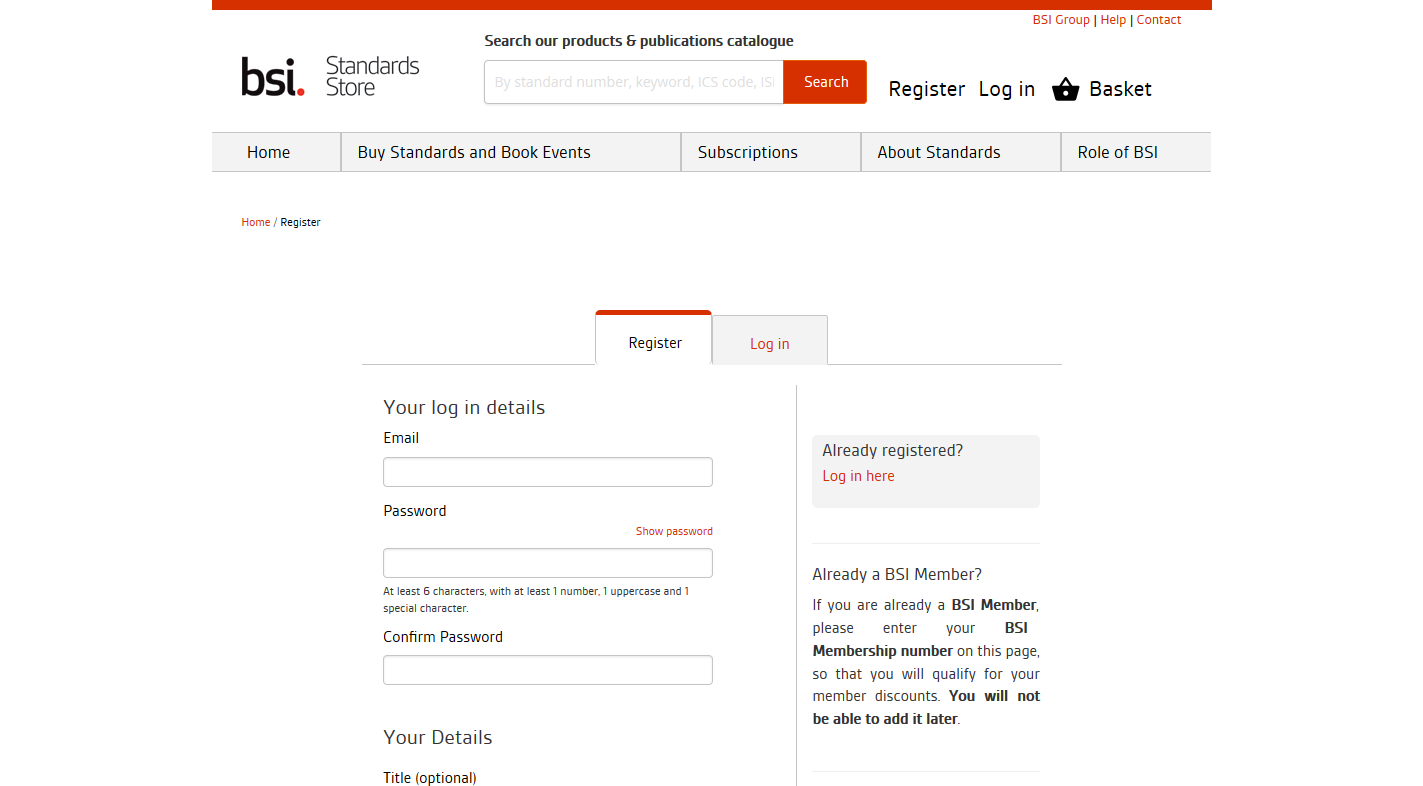 BSI Group | Help | Contact
Search our products & publications catalogue
bsi. Standards Store
By standard number, keyword, ICS code, ISI
Search
Register Log in Basket
Home Buy Standards and Book Events Subscriptions About Standards Role of BSI
Home / Register
Register Log in
Your log in details
Email
Password
Show password
At least 6 characters, with at least 1 number, 1 uppercase and 1
special character.
Confirm Password
Your Details
Title (optional)
Already registered?
Log in here
Already a BSI Member?
If you are already a BSI Member,
please enter your BSI
Membership number on this page,
so that you will qualify for your
member discounts. You will not
be able to add it later.